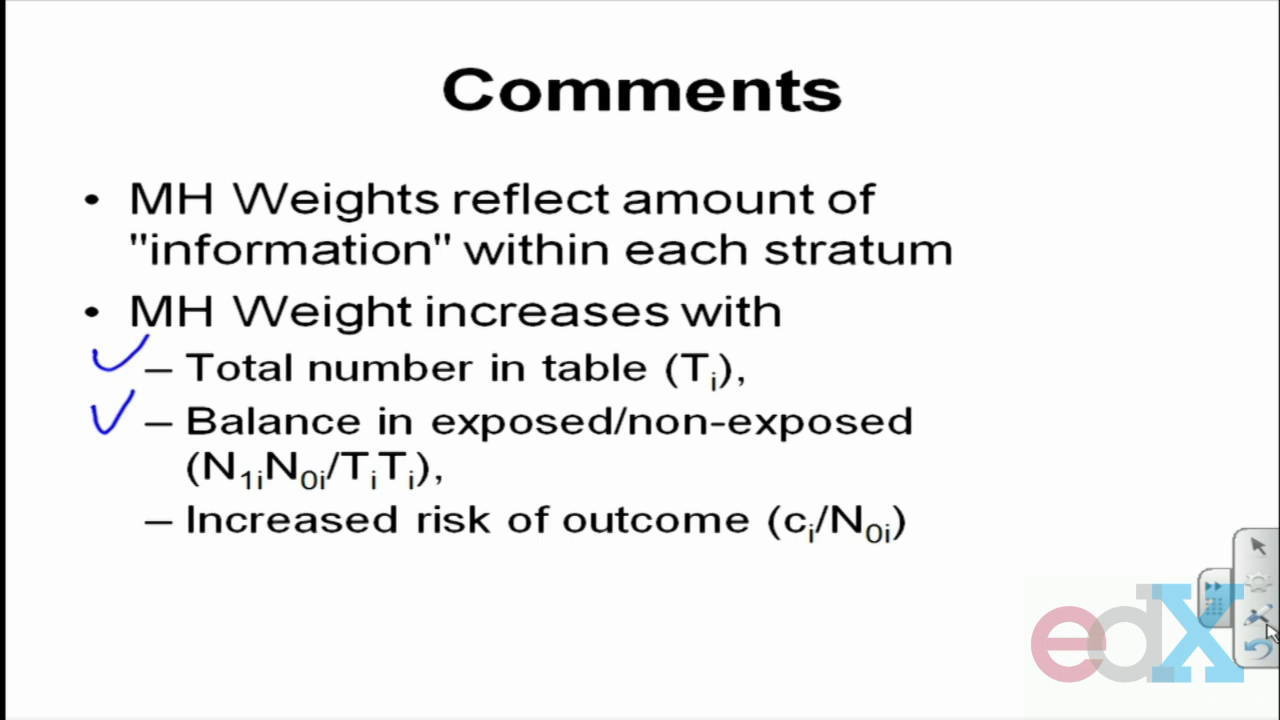 Comments
• MH Weights reflect amount of
"information" within each stratum
• MH Weight increases with
– Total number in table (Tᵢ),
– Balance in exposed/non-exposed
(N₁ᵢN₀ᵢ/TᵢTᵢ),
– Increased risk of outcome (cᵢ/N₀ᵢ)
edX